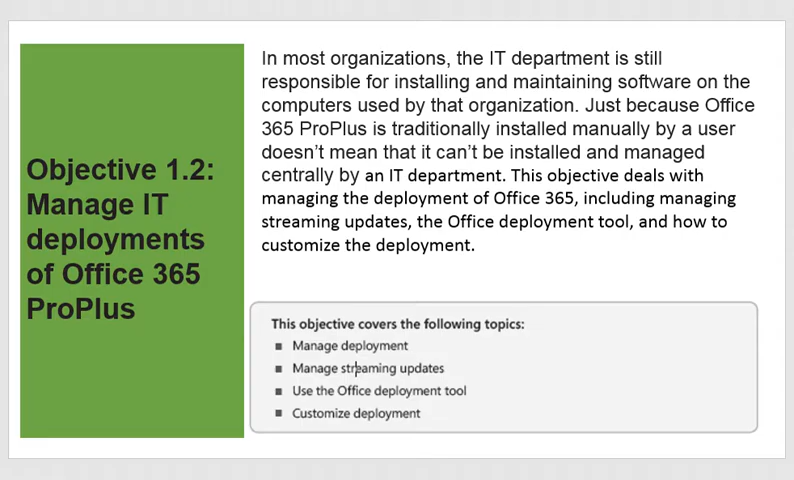 Objective 1.2:
Manage IT
deployments
of Office 365
ProPlus
In most organizations, the IT department is still
responsible for installing and maintaining software on the
computers used by that organization. Just because Office
365 ProPlus is traditionally installed manually by a user
doesn't mean that it can't be installed and managed
centrally by an IT department. This objective deals with
managing the deployment of Office 365, including managing
streaming updates, the Office deployment tool, and how to
customize the deployment.
This objective covers the following topics:
■ Manage deployment
■ Manage streaming updates
■ Use the Office deployment tool
■ Customize deployment